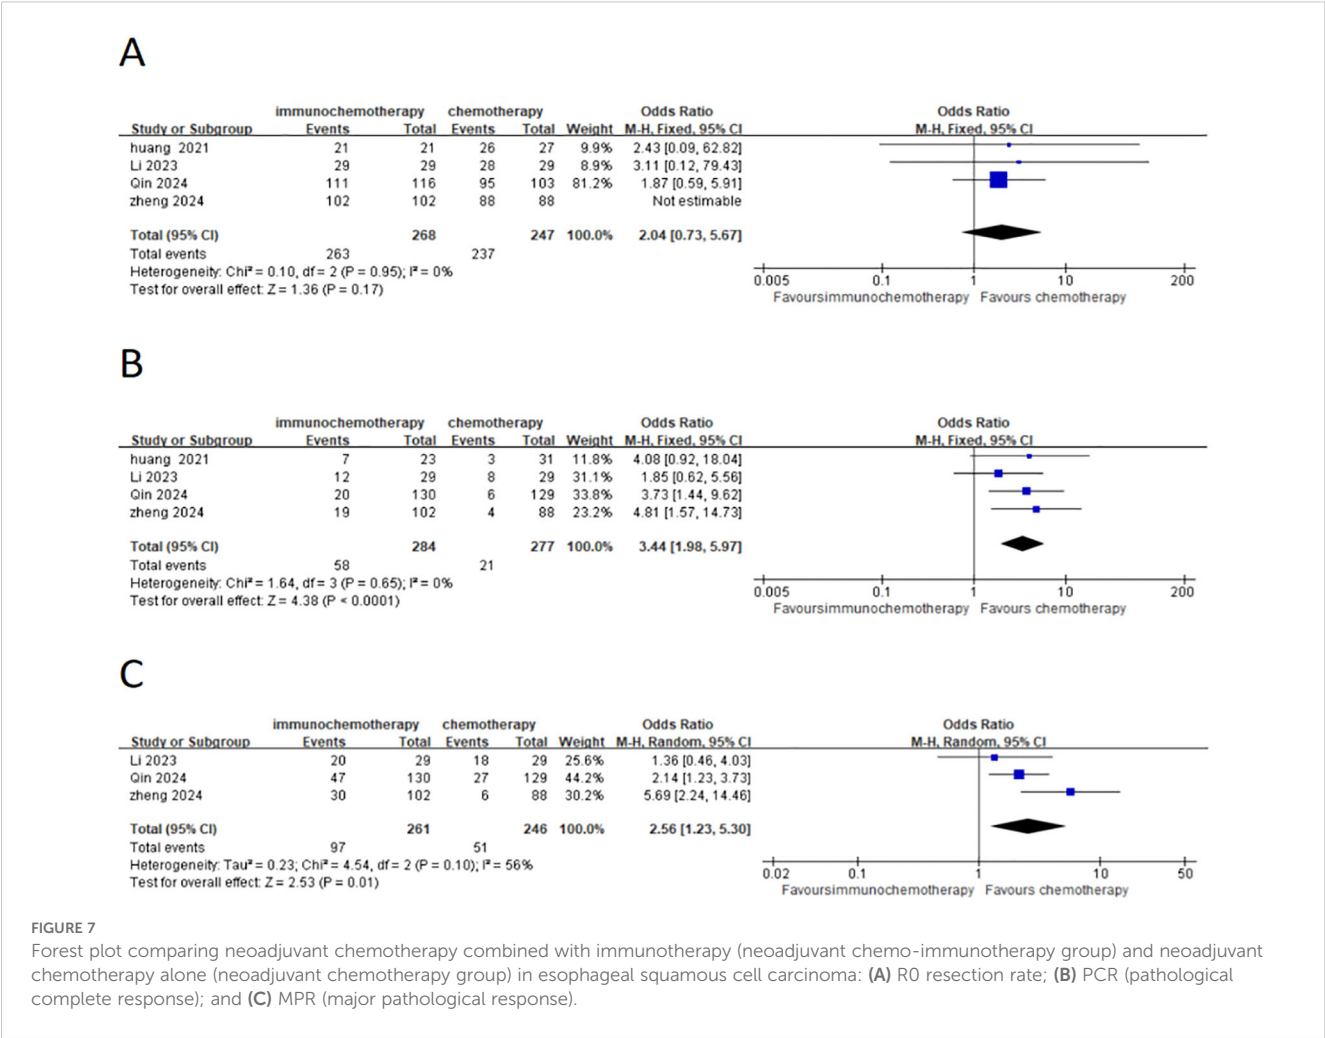 A
immunochemotherapy chemotherapy Odds Ratio Odds Ratio
Study or Subgroup Events Total Events Total Weight M-H, Fixed, 95% CI M-H, Fixed, 95% CI
huang 2021 21 21 26 27 9.9% 2.43 [0.09, 62.82]
Li 2023 29 29 28 29 8.9% 3.11 [0.12, 79.43]
Qin 2024 111 116 95 103 81.2% 1.87 [0.59, 5.91]
zheng 2024 102 102 88 88 Not estimable
Total (95% CI) 268 247 100.0% 2.04 [0.73, 5.67]
Total events 263 237
Heterogeneity: Chi² = 0.10, df = 2 (P = 0.95); I² = 0%
Test for overall effect: Z = 1.36 (P = 0.17)
0.005 0.1 1 10 200
Favoursimmunochemotherapy Favours chemotherapy
B
immunochemotherapy chemotherapy Odds Ratio Odds Ratio
Study or Subgroup Events Total Events Total Weight M-H, Fixed, 95% CI M-H, Fixed, 95% CI
huang 2021 7 23 3 31 11.8% 4.08 [0.92, 18.04]
Li 2023 12 29 8 29 31.1% 1.85 [0.62, 5.56]
Qin 2024 20 130 6 129 33.8% 3.73 [1.44, 9.62]
zheng 2024 19 102 4 88 23.2% 4.81 [1.57, 14.73]
Total (95% CI) 284 277 100.0% 3.44 [1.98, 5.97]
Total events 58 21
Heterogeneity: Chi² = 1.64, df = 3 (P = 0.65); I² = 0%
Test for overall effect: Z = 4.38 (P < 0.0001)
0.005 0.1 1 10 200
Favoursimmunochemotherapy Favours chemotherapy
C
immunochemotherapy chemotherapy Odds Ratio Odds Ratio
Study or Subgroup Events Total Events Total Weight M-H, Random, 95% CI M-H, Random, 95% CI
Li 2023 20 29 18 29 25.6% 1.36 [0.46, 4.03]
Qin 2024 47 130 27 129 44.2% 2.14 [1.23, 3.73]
zheng 2024 30 102 6 88 30.2% 5.69 [2.24, 14.46]
Total (95% CI) 261 246 100.0% 2.56 [1.23, 5.30]
Total events 97 51
Heterogeneity: Tau² = 0.23; Chi² = 4.54, df = 2 (P = 0.10); I² = 56%
Test for overall effect: Z = 2.53 (P = 0.01)
0.02 0.1 1 10 50
Favoursimmunochemotherapy Favours chemotherapy
FIGURE 7
Forest plot comparing neoadjuvant chemotherapy combined with immunotherapy (neoadjuvant chemo-immunotherapy group) and neoadjuvant
chemotherapy alone (neoadjuvant chemotherapy group) in esophageal squamous cell carcinoma: (A) R0 resection rate; (B) PCR (pathological
complete response); and (C) MPR (major pathological response).